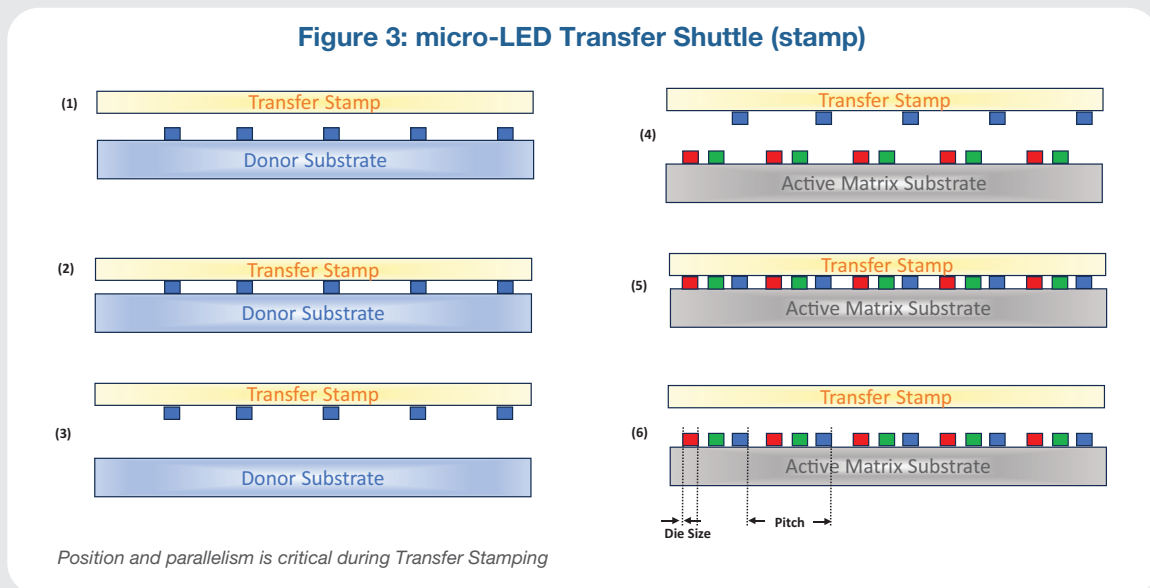 Figure 3: micro-LED Transfer Shuttle (stamp)
(1)
Transfer Stamp
Donor Substrate
(2)
Transfer Stamp
Donor Substrate
(3)
Transfer Stamp
Donor Substrate
(4)
Transfer Stamp
Active Matrix Substrate
(5)
Transfer Stamp
Active Matrix Substrate
(6)
Transfer Stamp
Active Matrix Substrate
Die Size
Pitch
Position and parallelism is critical during Transfer Stamping